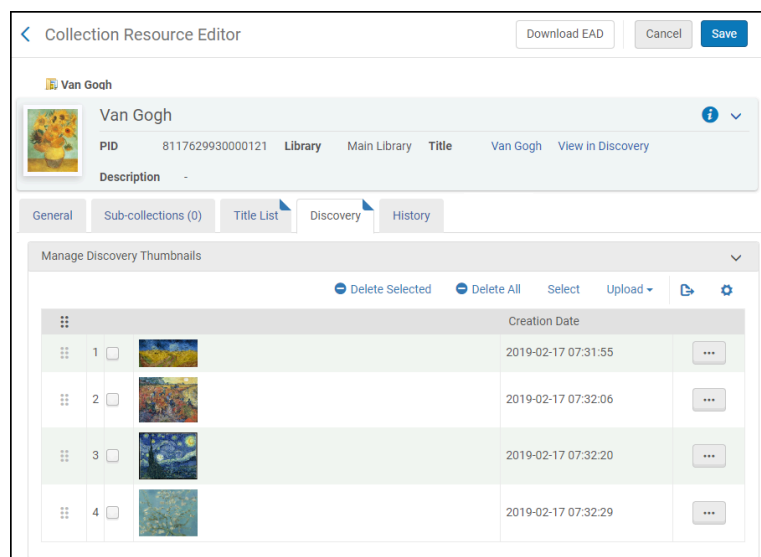 Collection Resource Editor Download EAD Cancel Save
Van Gogh
Van Gogh
PID 8117629930000121 Library Main Library Title Van Gogh View in Discovery
Description -
General Sub-collections (0) Title List Discovery History
Manage Discovery Thumbnails
Delete Selected Delete All Select Upload
Creation Date
1 2019-02-17 07:31:55
2 2019-02-17 07:32:06
3 2019-02-17 07:32:20
4 2019-02-17 07:32:29